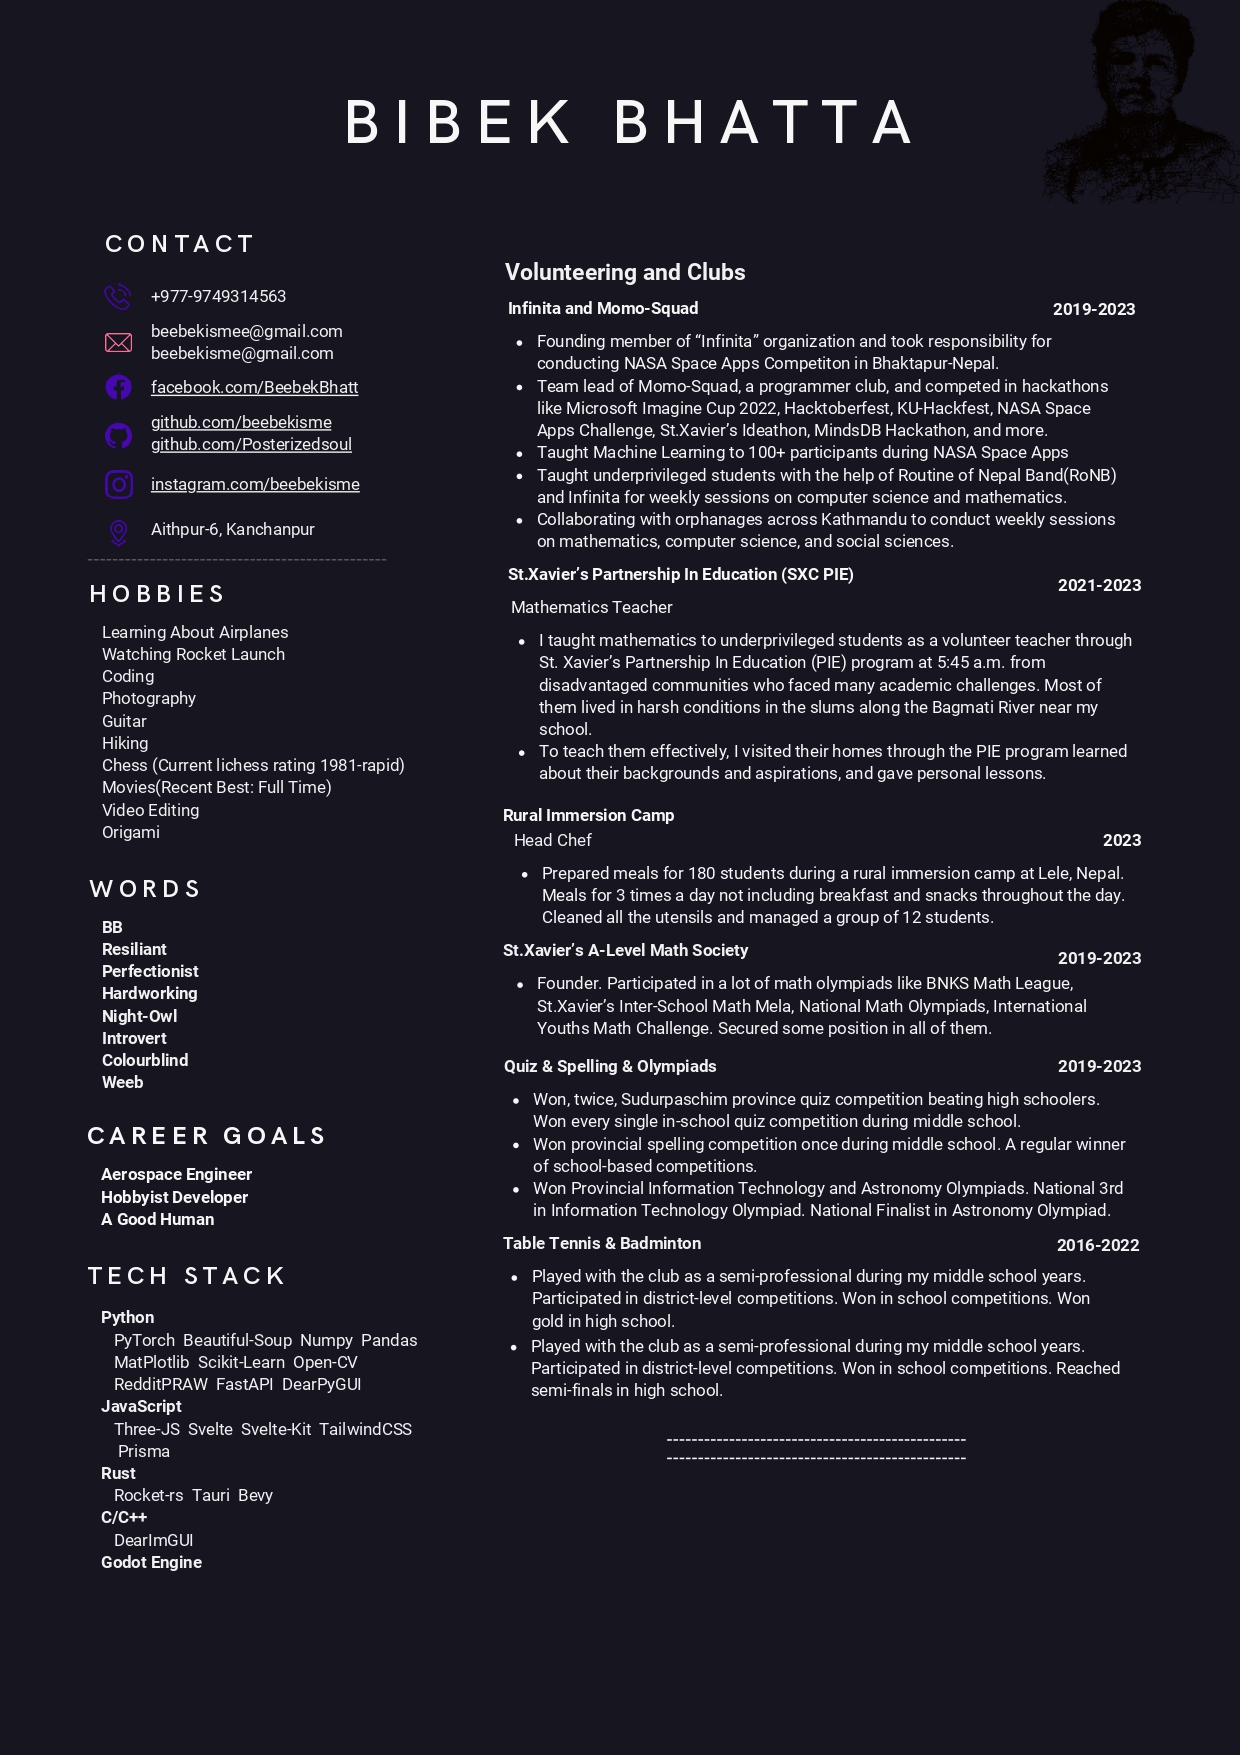 BIBEK BHATTA
CONTACT
+977-9749314563
beebekismee@gmail.com
beebekisme@gmail.com
facebook.com/BeebekBhatt
github.com/beebekisme
github.com/Posterizedsoul
instagram.com/beebekisme
Aithpur-6, Kanchanpur
------------------------------------------------
HOBBIES
Learning About Airplanes
Watching Rocket Launch
Coding
Photography
Guitar
Hiking
Chess (Current lichess rating 1981-rapid)
Movies(Recent Best: Full Time)
Video Editing
Origami
WORDS
BB
Resiliant
Perfectionist
Hardworking
Night-Owl
Introvert
Colourblind
Weeb
CAREER GOALS
Aerospace Engineer
Hobbyist Developer
A Good Human
TECH STACK
Python
PyTorch Beautiful-Soup Numpy Pandas
MatPlotlib Scikit-Learn Open-CV
RedditPRAW FastAPI DearPyGUI
JavaScript
Three-JS Svelte Svelte-Kit TailwindCSS
Prisma
Rust
Rocket-rs Tauri Bevy
C/C++
DearImGUI
Godot Engine
Volunteering and Clubs
Infinita and Momo-Squad 2019-2023
• Founding member of “Infinita” organization and took responsibility for
conducting NASA Space Apps Competiton in Bhaktapur-Nepal.
• Team lead of Momo-Squad, a programmer club, and competed in hackathons
like Microsoft Imagine Cup 2022, Hacktoberfest, KU-Hackfest, NASA Space
Apps Challenge, St.Xavier’s Ideathon, MindsDB Hackathon, and more.
• Taught Machine Learning to 100+ participants during NASA Space Apps
• Taught underprivileged students with the help of Routine of Nepal Band(RoNB)
and Infinita for weekly sessions on computer science and mathematics.
• Collaborating with orphanages across Kathmandu to conduct weekly sessions
on mathematics, computer science, and social sciences.
St.Xavier’s Partnership In Education (SXC PIE) 2021-2023
Mathematics Teacher
• I taught mathematics to underprivileged students as a volunteer teacher through
St. Xavier’s Partnership In Education (PIE) program at 5:45 a.m. from
disadvantaged communities who faced many academic challenges. Most of
them lived in harsh conditions in the slums along the Bagmati River near my
school.
• To teach them effectively, I visited their homes through the PIE program learned
about their backgrounds and aspirations, and gave personal lessons.
Rural Immersion Camp
Head Chef 2023
• Prepared meals for 180 students during a rural immersion camp at Lele, Nepal.
Meals for 3 times a day not including breakfast and snacks throughout the day.
Cleaned all the utensils and managed a group of 12 students.
St.Xavier’s A-Level Math Society 2019-2023
• Founder. Participated in a lot of math olympiads like BNKS Math League,
St.Xavier’s Inter-School Math Mela, National Math Olympiads, International
Youths Math Challenge. Secured some position in all of them.
Quiz & Spelling & Olympiads 2019-2023
• Won, twice, Sudurpaschim province quiz competition beating high schoolers.
Won every single in-school quiz competition during middle school.
• Won provincial spelling competition once during middle school. A regular winner
of school-based competitions.
• Won Provincial Information Technology and Astronomy Olympiads. National 3rd
in Information Technology Olympiad. National Finalist in Astronomy Olympiad.
Table Tennis & Badminton 2016-2022
• Played with the club as a semi-professional during my middle school years.
Participated in district-level competitions. Won in school competitions. Won
gold in high school.
• Played with the club as a semi-professional during my middle school years.
Participated in district-level competitions. Won in school competitions. Reached
semi-finals in high school.
------------------------------------------------
------------------------------------------------